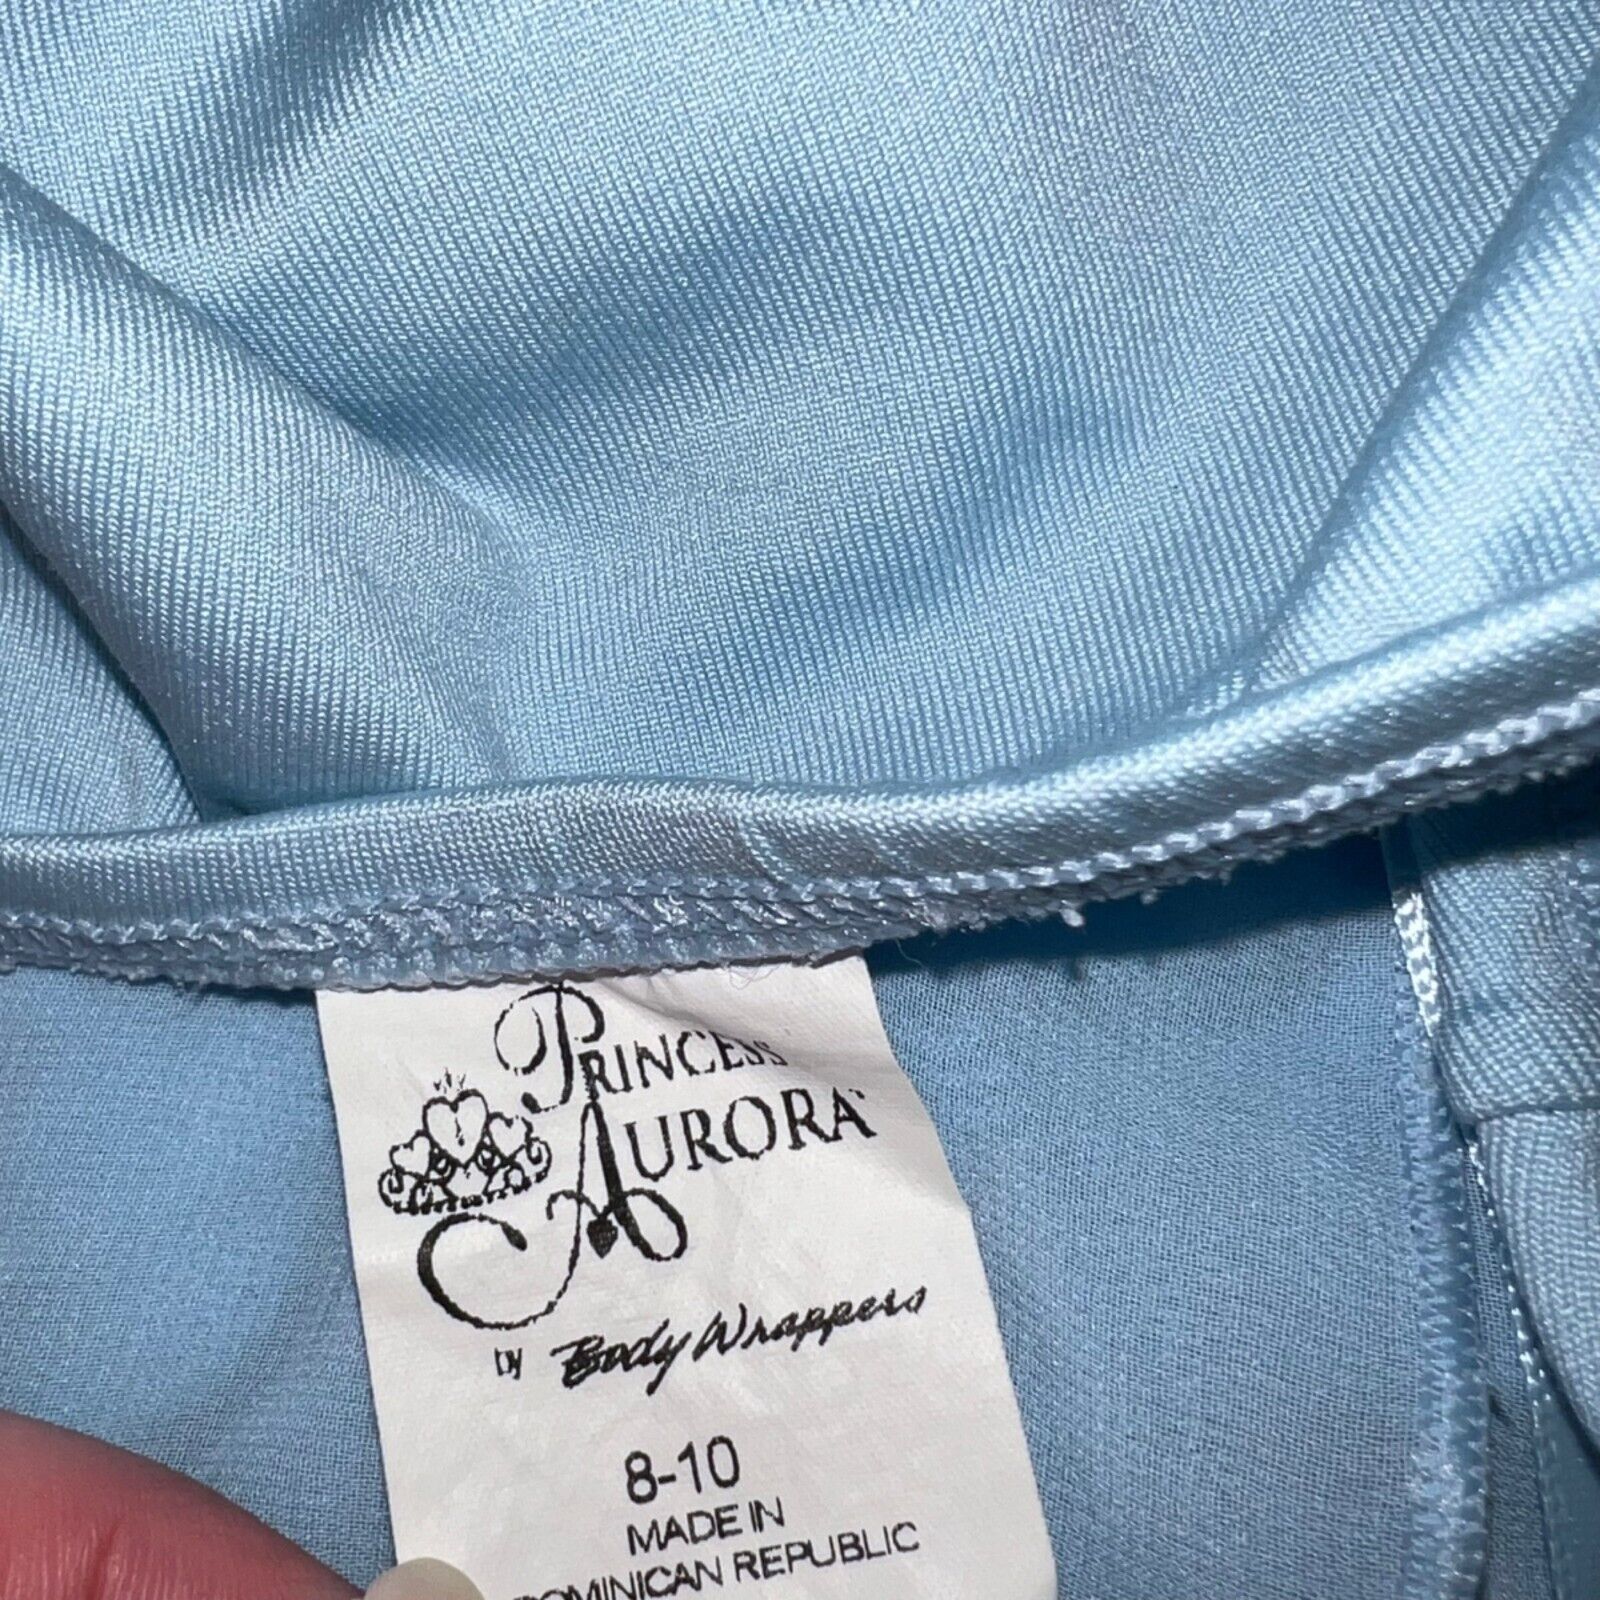 PRINCESS
AURORA
by Body Wrappers
8-10
MADE IN
DOMINICAN REPUBLIC